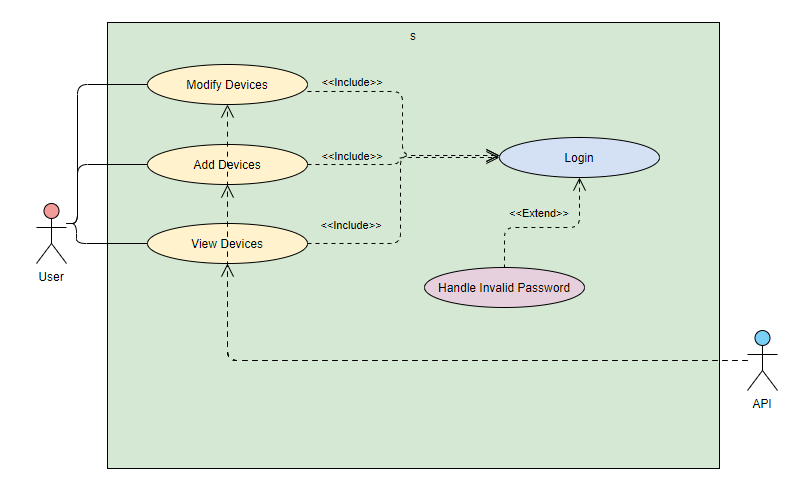 s
Modify Devices
<<Include>>
Add Devices
<<Include>>
Login
View Devices
<<Include>>
<<Extend>>
User
Handle Invalid Password
API